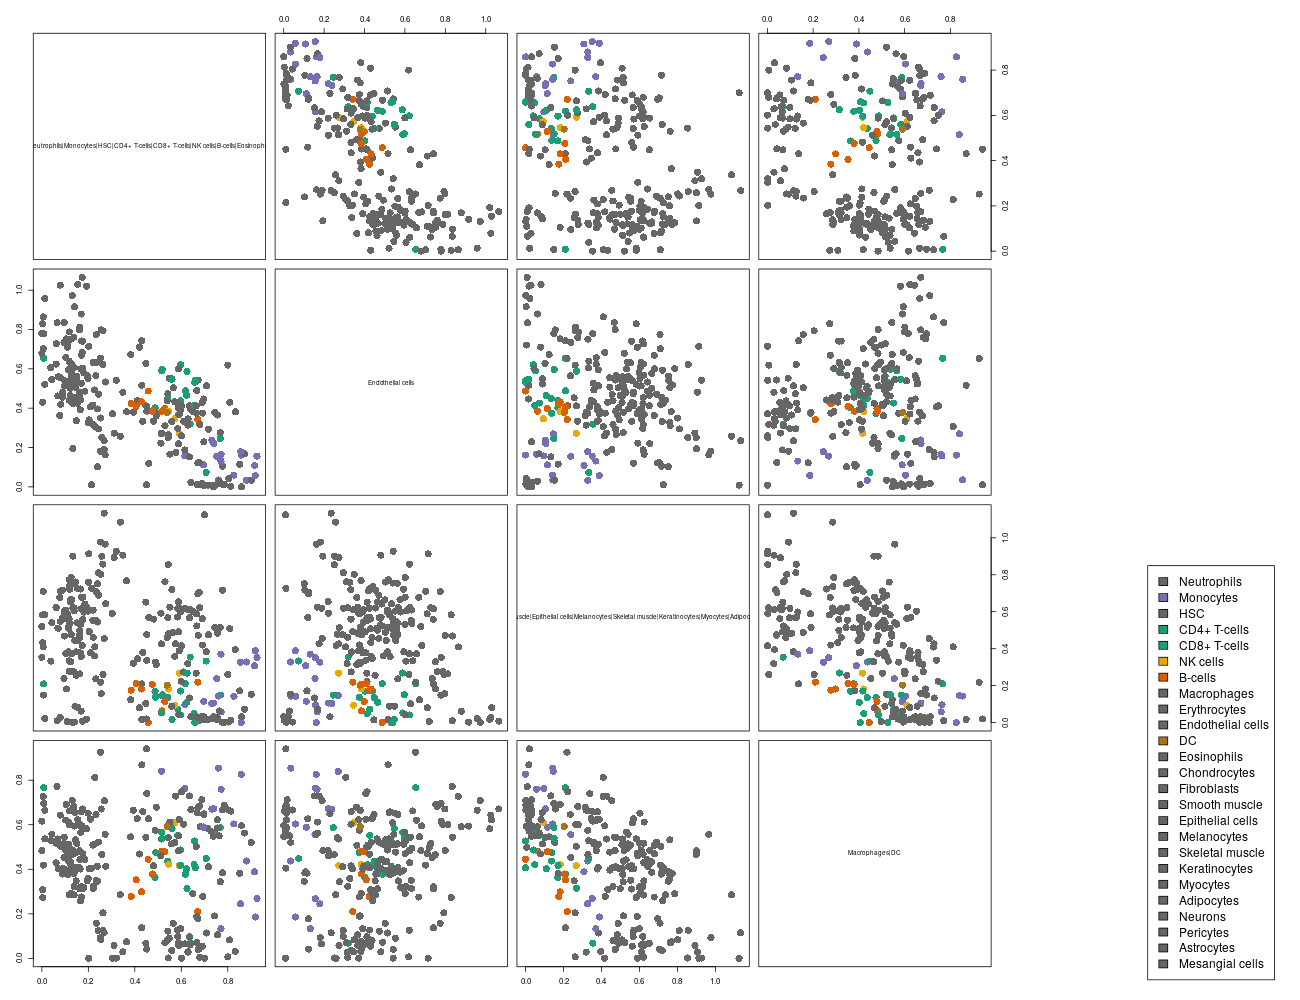 0.0 0.2 0.4 0.6 0.8 1.0
0.0 0.2 0.4 0.6 0.8
eutrophils|Monocytes|HSC|CD4+ T-cells|CD8+ T-cells|NK cells|B-cells|Eosinoph
0.0 0.2 0.4 0.6 0.8
0.0 0.2 0.4 0.6 0.8 1.0
Endothelial cells
scle|Epithelial cells|Melanocytes|Skeletal muscle|Keratinocytes|Myocytes|Adipoc
0.0 0.2 0.4 0.6 0.8 1.0
0.0 0.2 0.4 0.6 0.8
Macrophages|DC
0.0 0.2 0.4 0.6 0.8
0.0 0.2 0.4 0.6 0.8 1.0
Neutrophils
Monocytes
HSC
CD4+ T-cells
CD8+ T-cells
NK cells
B-cells
Macrophages
Erythrocytes
Endothelial cells
DC
Eosinophils
Chondrocytes
Fibroblasts
Smooth muscle
Epithelial cells
Melanocytes
Skeletal muscle
Keratinocytes
Myocytes
Adipocytes
Neurons
Pericytes
Astrocytes
Mesangial cells